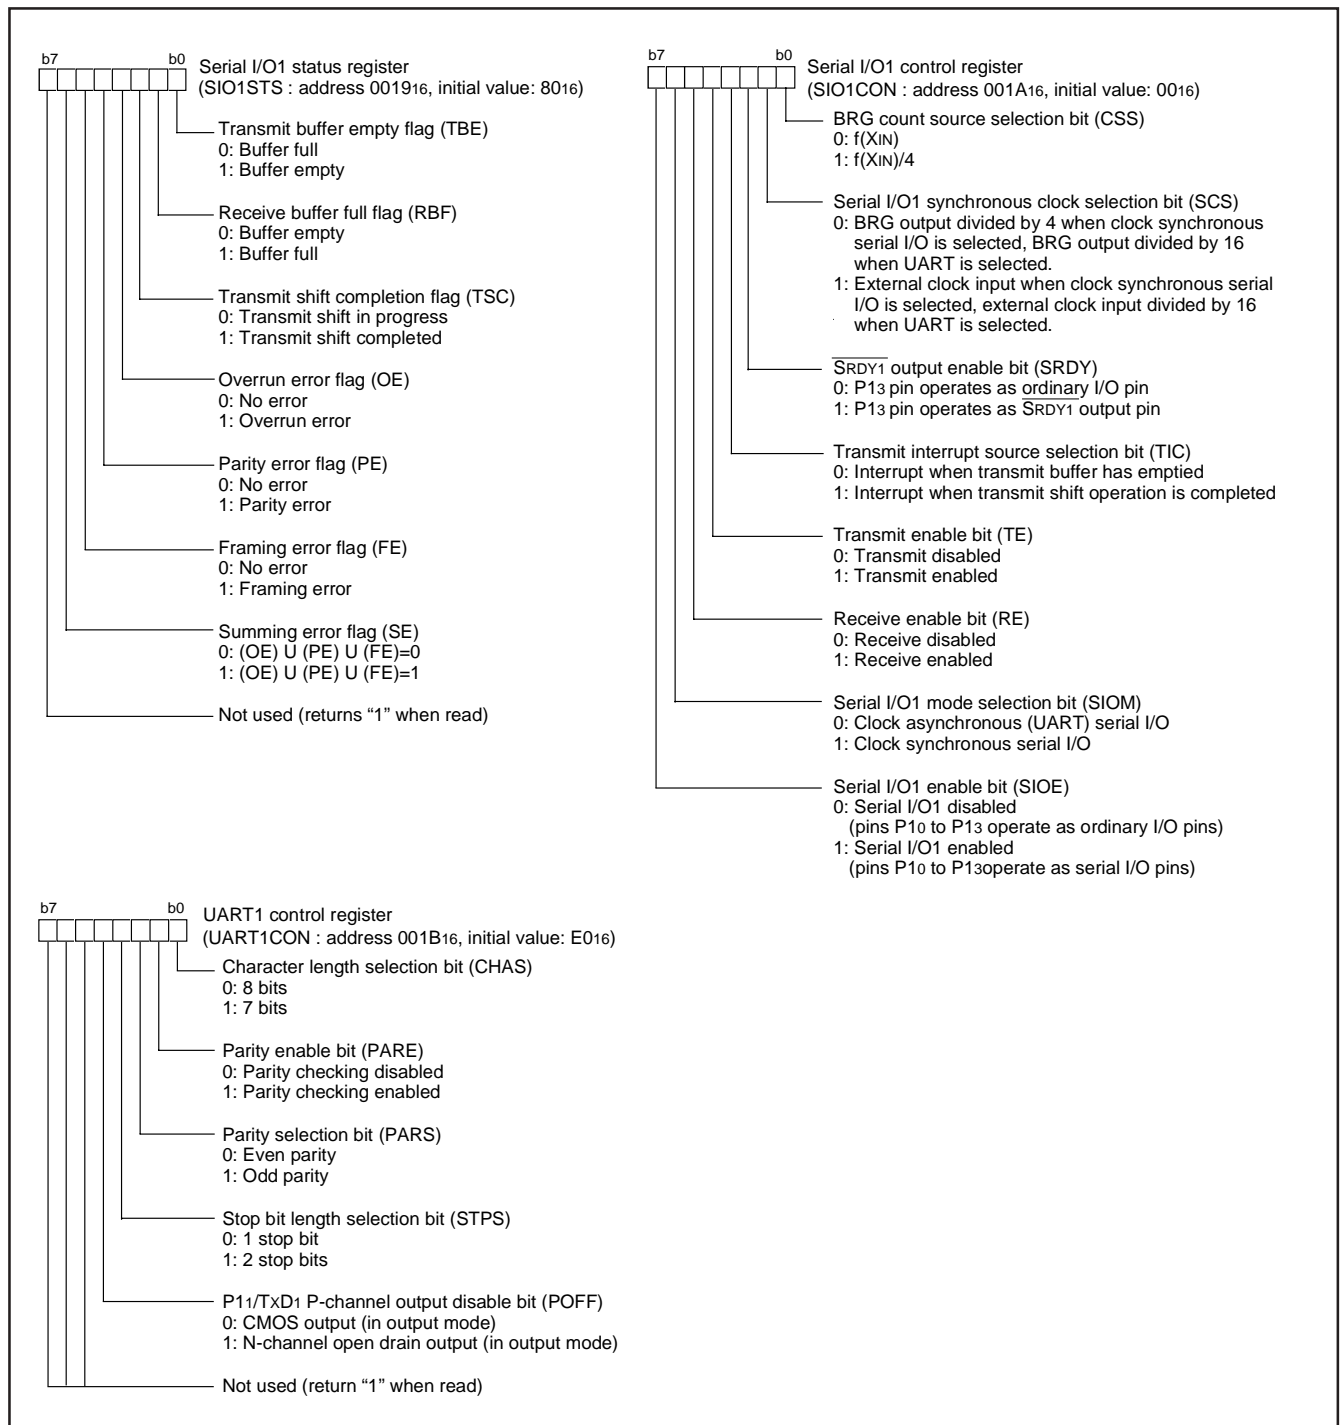 b7 b0 Serial I/O1 status register
(SIO1STS : address 001916, initial value: 8016)
Transmit buffer empty flag (TBE)
0: Buffer full
1: Buffer empty
Receive buffer full flag (RBF)
0: Buffer empty
1: Buffer full
Transmit shift completion flag (TSC)
0: Transmit shift in progress
1: Transmit shift completed
Overrun error flag (OE)
0: No error
1: Overrun error
Parity error flag (PE)
0: No error
1: Parity error
Framing error flag (FE)
0: No error
1: Framing error
Summing error flag (SE)
0: (OE) U (PE) U (FE)=0
1: (OE) U (PE) U (FE)=1
Not used (returns “1” when read)
b7 b0 Serial I/O1 control register
(SIO1CON : address 001A16, initial value: 0016)
BRG count source selection bit (CSS)
0: f(XIN)
1: f(XIN)/4
Serial I/O1 synchronous clock selection bit (SCS)
0: BRG output divided by 4 when clock synchronous
serial I/O is selected, BRG output divided by 16
when UART is selected.
1: External clock input when clock synchronous serial
I/O is selected, external clock input divided by 16
when UART is selected.
SRDY1 output enable bit (SRDY)
0: P13 pin operates as ordinary I/O pin
1: P13 pin operates as SRDY1 output pin
Transmit interrupt source selection bit (TIC)
0: Interrupt when transmit buffer has emptied
1: Interrupt when transmit shift operation is completed
Transmit enable bit (TE)
0: Transmit disabled
1: Transmit enabled
Receive enable bit (RE)
0: Receive disabled
1: Receive enabled
Serial I/O1 mode selection bit (SIOM)
0: Clock asynchronous (UART) serial I/O
1: Clock synchronous serial I/O
Serial I/O1 enable bit (SIOE)
0: Serial I/O1 disabled
(pins P10 to P13 operate as ordinary I/O pins)
1: Serial I/O1 enabled
(pins P10 to P13operate as serial I/O pins)
b7 b0 UART1 control register
(UART1CON : address 001B16, initial value: E016)
Character length selection bit (CHAS)
0: 8 bits
1: 7 bits
Parity enable bit (PARE)
0: Parity checking disabled
1: Parity checking enabled
Parity selection bit (PARS)
0: Even parity
1: Odd parity
Stop bit length selection bit (STPS)
0: 1 stop bit
1: 2 stop bits
P11/TXD1 P-channel output disable bit (POFF)
0: CMOS output (in output mode)
1: N-channel open drain output (in output mode)
Not used (return “1” when read)